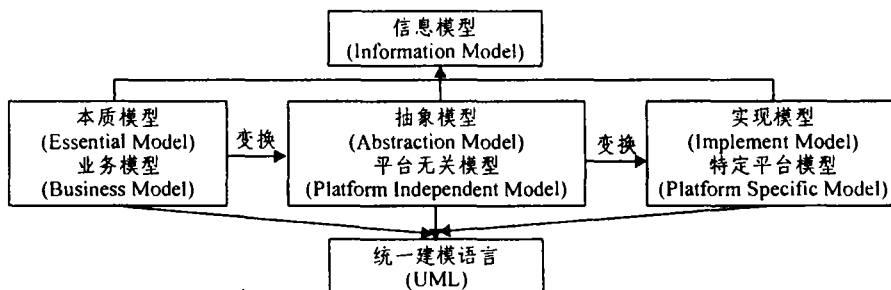 信息模型
(Information Model)
本质模型
(Essential Model)
业务模型
(Business Model)
变换
抽象模型
(Abstraction Model)
平台无关模型
(Platform Independent Model)
变换
实现模型
(Implement Model)
特定平台模型
(Platform Specific Model)
统一建模语言
(UML)